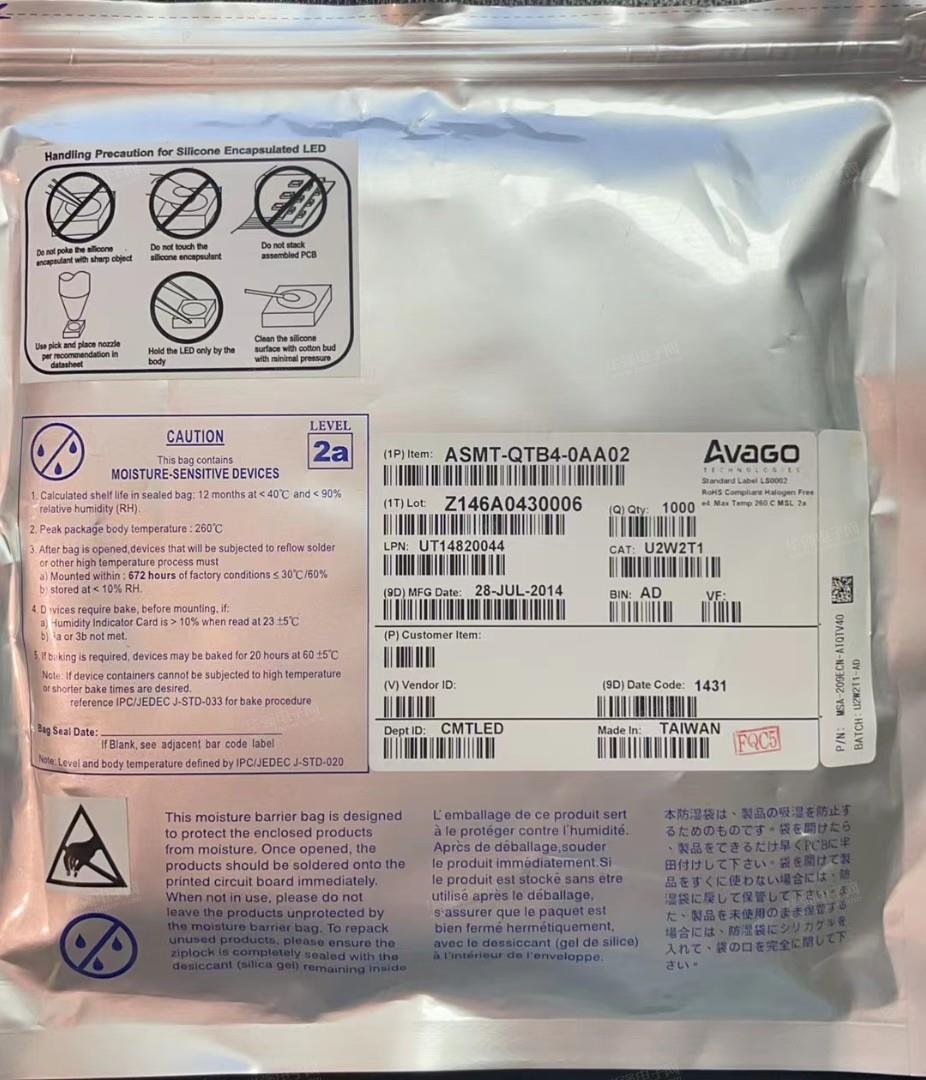 Handling Precaution for Silicone Encapsulated LED
Do not poke the silicone
encapsulant with sharp object
Do not touch the
silicone encapsulant
Do not stack
assembled PCB
Use pick and place nozzle
per recommendation in
datasheet
Hold the LED only by the
body
Clean the silicone
surface with cotton bud
with minimal pressure
CAUTION
This bag contains
MOISTURE-SENSITIVE DEVICES
LEVEL
2a
1. Calculated shelf life in sealed bag: 12 months at < 40℃ and < 90%
relative humidity (RH).
2. Peak package body temperature : 260℃
3. After bag is opened,devices that will be subjected to reflow solder
or other high temperature process must
a) Mounted within : 672 hours of factory conditions ≤ 30℃/60%
b) stored at < 10% RH.
4. D vices require bake, before mounting, if:
a) Humidity Indicator Card is > 10% when read at 23 ±5℃
b) a or 3b not met.
5. If baking is required, devices may be baked for 20 hours at 60 ±5℃
Note: If device containers cannot be subjected to high temperature
or shorter bake times are desired.
reference IPC/JEDEC J-STD-033 for bake procedure
Bag Seal Date:
If Blank, see adjacent bar code label
Note: Level and body temperature defined by IPC/JEDEC J-STD-020
(1P) Item: ASMT-QTB4-0AA02
AVAGO
TECHNOLOGIES
Standard Label LS0002
RoHS Compliant Halogen Free
e4 Max Temp 260 C MSL 2a
(1T) Lot: Z146A0430006
(Q) Qty: 1000
LPN: UT14820044
CAT: U2W2T1
(9D) MFG Date: 28-JUL-2014
BIN: AD
VF:
(P) Customer Item:
(V) Vendor ID:
(9D) Date Code: 1431
Dept ID: CMTLED
Made In: TAIWAN
FQC5
P/N: MSA-209ECN-A1QTV40
BATCH :U2W2T1-AD
This moisture barrier bag is designed
to protect the enclosed products
from moisture. Once opened, the
products should be soldered onto the
printed circuit board immediately.
When not in use, please do not
leave the products unprotected by
the moisture barrier bag. To repack
unused products, please ensure the
ziplock is completely sealed with the
desiccant (silica gel) remaining inside
L'emballage de ce produit sert
à le protéger contre l'humidité.
Après de déballage,souder
le produit immédiatement.Si
le produit est stocké sans etre
utilisé après le déballage,
s'assurer que le paquet est
bien fermé hermétiquement,
avec le dessiccant (gel de silice)
à l'intérieur de l'enveloppe.
本防湿袋は、製品の吸湿を防止す
るためのものです。袋を開けたら
、製品をできるだけ早くPCBに半
田付けして下さい。袋を開けて製
品をすぐに使わない場合には、防
湿袋に戻して保管して下さい。ま
た、製品を未使用のまま保管する
場合には、防湿袋にシリカゲルを
入れて、袋の口を完全に閉して下
さい。